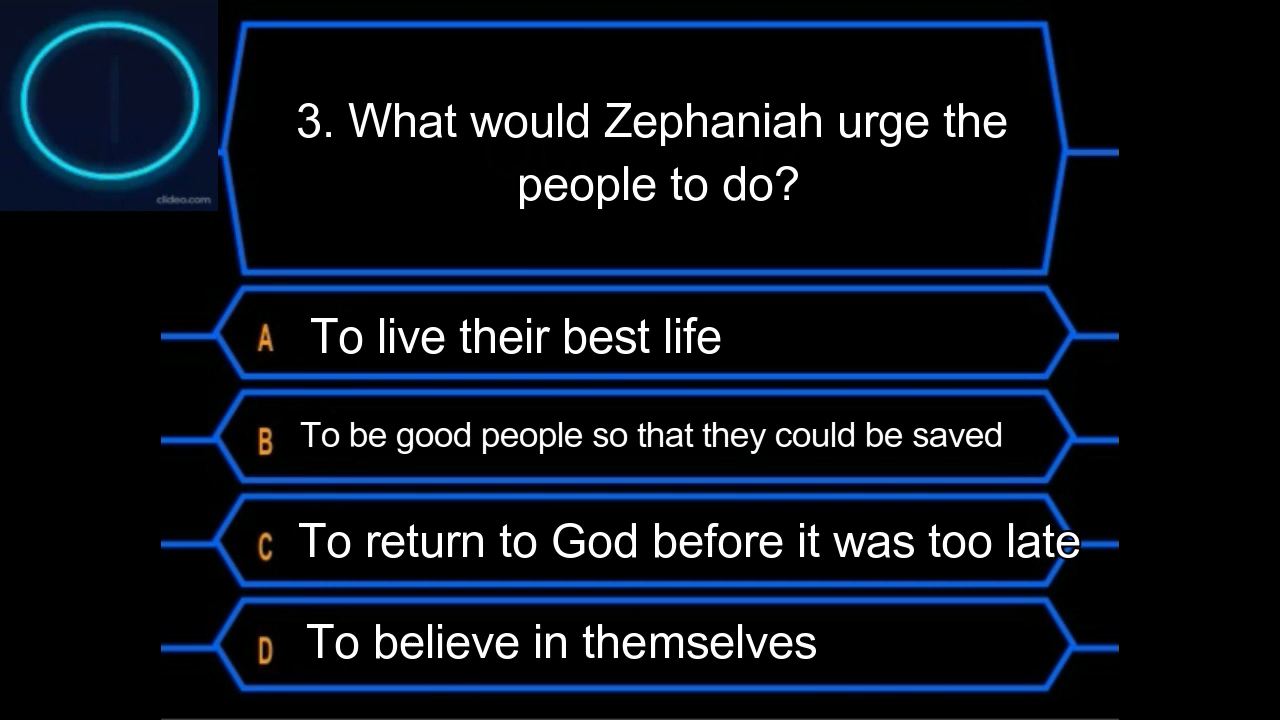 clideo.com
3. What would Zephaniah urge the
people to do?
A To live their best life
B To be good people so that they could be saved
C To return to God before it was too late
D To believe in themselves